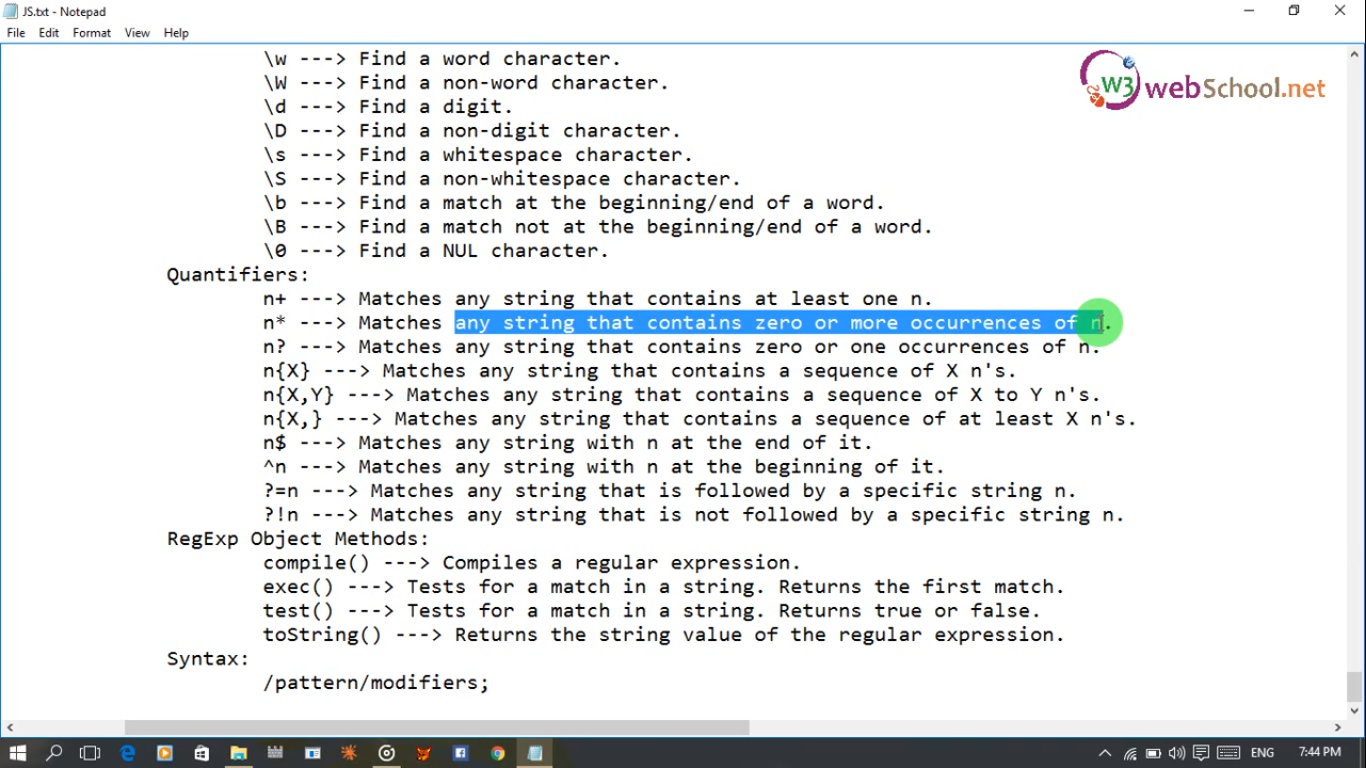 JS.txt - Notepad
File Edit Format View Help
W3 webSchool.net
\w ---> Find a word character.
\W ---> Find a non-word character.
\d ---> Find a digit.
\D ---> Find a non-digit character.
\s ---> Find a whitespace character.
\S ---> Find a non-whitespace character.
\b ---> Find a match at the beginning/end of a word.
\B ---> Find a match not at the beginning/end of a word.
\0 ---> Find a NUL character.
Quantifiers:
n+ ---> Matches any string that contains at least one n.
n* ---> Matches any string that contains zero or more occurrences of n.
n? ---> Matches any string that contains zero or one occurrences of n.
n{X} ---> Matches any string that contains a sequence of X n's.
n{X,Y} ---> Matches any string that contains a sequence of X to Y n's.
n{X,} ---> Matches any string that contains a sequence of at least X n's.
n$ ---> Matches any string with n at the end of it.
^n ---> Matches any string with n at the beginning of it.
?=n ---> Matches any string that is followed by a specific string n.
?!n ---> Matches any string that is not followed by a specific string n.
RegExp Object Methods:
compile() ---> Compiles a regular expression.
exec() ---> Tests for a match in a string. Returns the first match.
test() ---> Tests for a match in a string. Returns true or false.
toString() ---> Returns the string value of the regular expression.
Syntax:
/pattern/modifiers;
ENG 7:44 PM